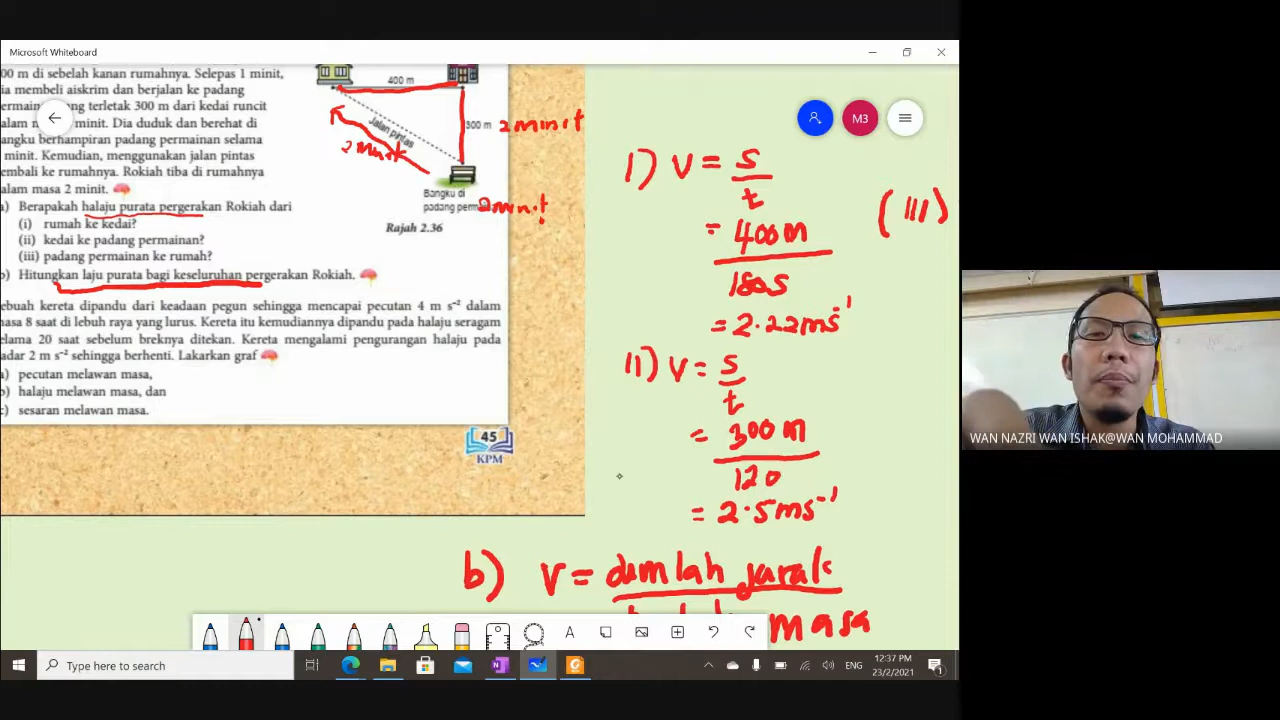 Microsoft Whiteboard
00 m di sebelah kanan rumahnya. Selepas 1 minit,
ia membeli aiskrim dan berjalan ke padang
ermain ng terletak 300 m dari kedai runcit
alam minit. Dia duduk dan berehat di
angku berhampiran padang permainan selama
minit. Kemudian, menggunakan jalan pintas
embali ke rumahnya. Rokiah tiba di rumahnya
alam masa 2 minit.
a) Berapakah halaju purata pergerakan Rokiah dari
(i) rumah ke kedai?
(ii) kedai ke padang permainan?
(iii) padang permainan ke rumah?
b) Hitungkan laju purata bagi keseluruhan pergerakan Rokiah.
ebuah kereta dipandu dari keadaan pegun sehingga mencapai pecutan 4 m s⁻² dalam
nasa 8 saat di lebuh raya yang lurus. Kereta itu kemudiannya dipandu pada halaju seragam
elama 20 saat sebelum breknya ditekan. Kereta mengalami pengurangan halaju pada
adar 2 m s⁻² sehingga berhenti. Lakarkan graf
a) pecutan melawan masa,
b) halaju melawan masa, dan
c) sesaran melawan masa.
400 m
300 m 2 minit
Jalan pintas
2 minit
Bangku di
padang perm 2 minit
Rajah 2.36
45
KPM
M3
I) V = s
t
= 400 m
180 s
= 2.22 ms⁻¹
II) V = s
t
= 300 m
120
= 2.5 ms⁻¹
(III)
b) V = Jumlah jarak
masa
WAN NAZRI WAN ISHAK@WAN MOHAMMAD
A
Type here to search
ENG
12:37 PM
23/2/2021
1